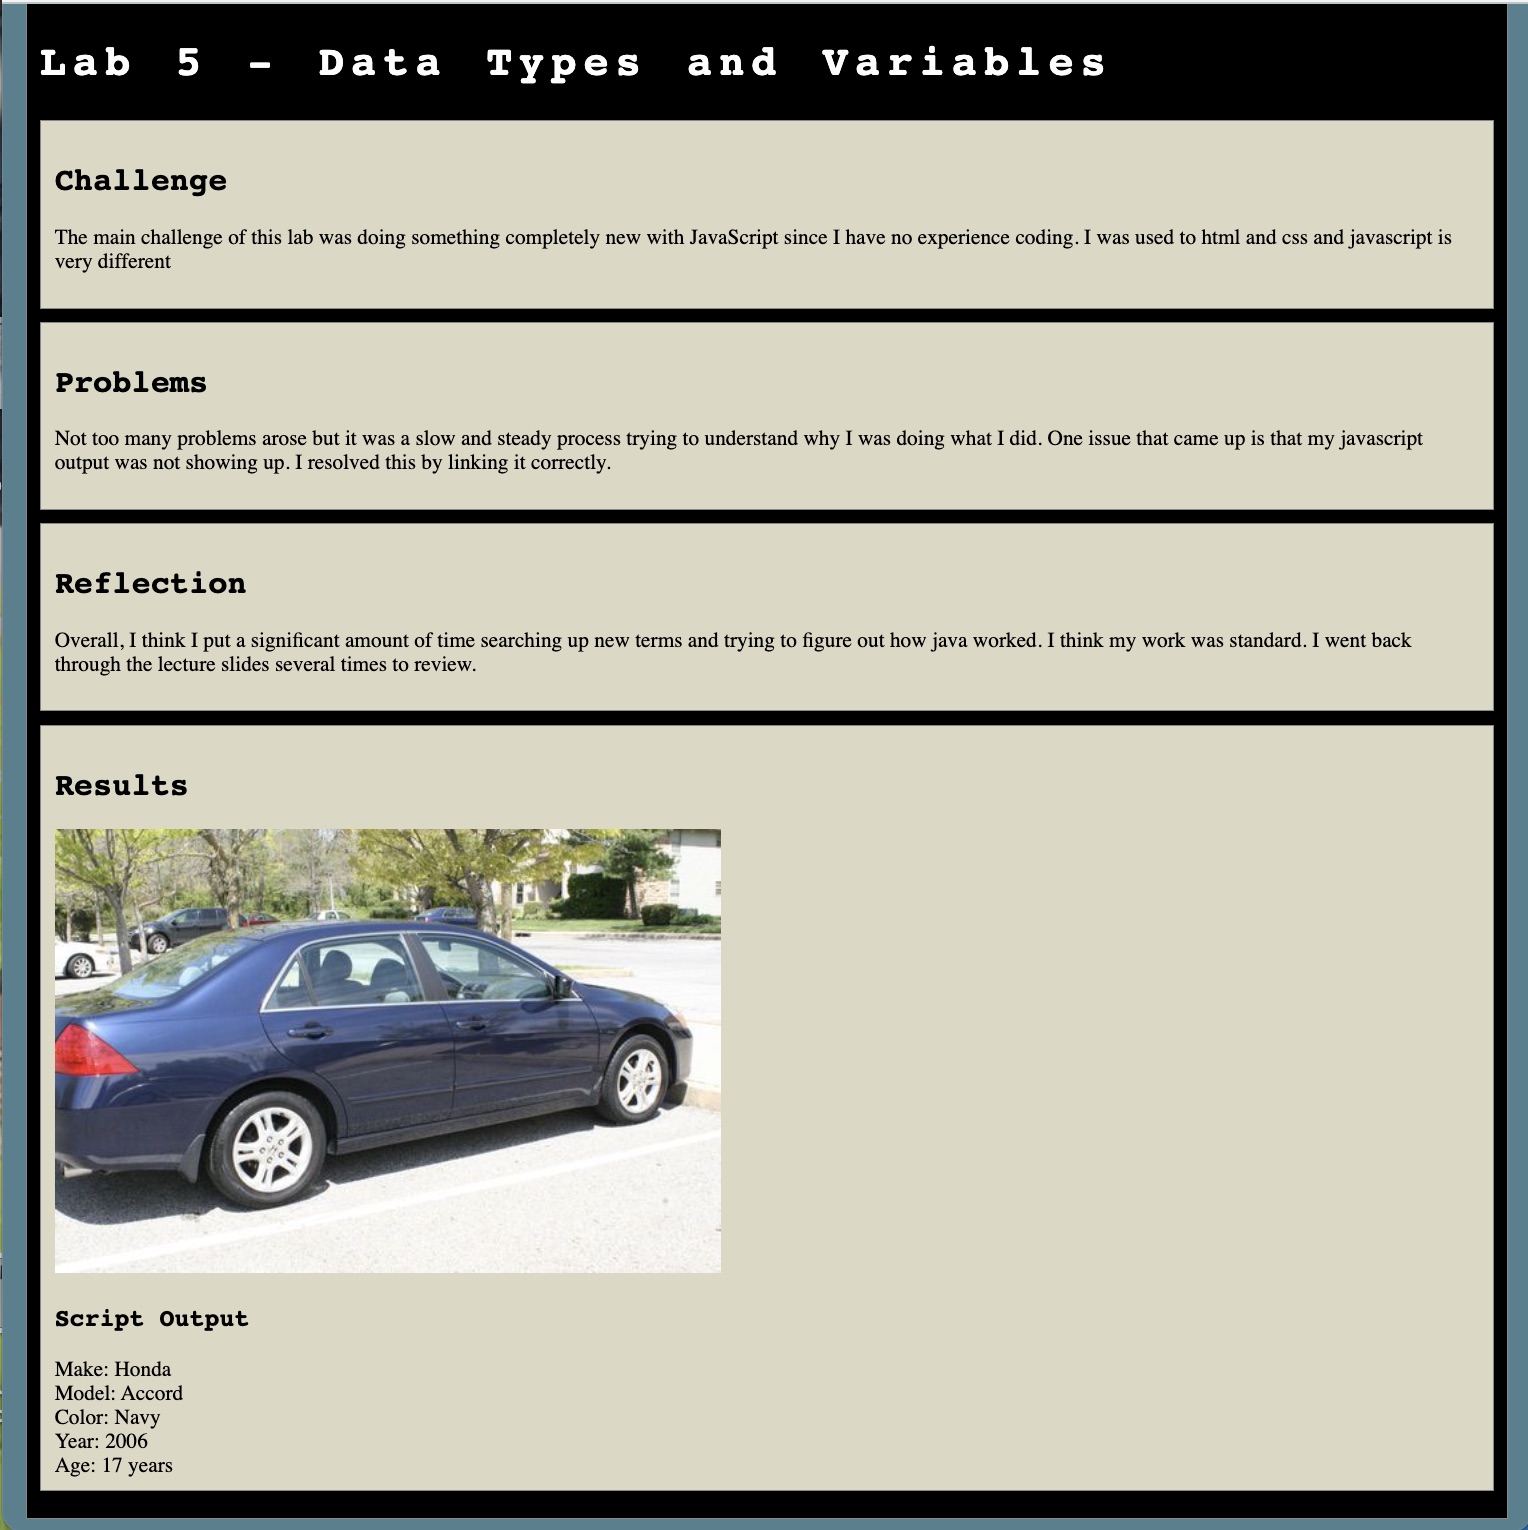 Lab 5 - Data Types and Variables
Challenge
The main challenge of this lab was doing something completely new with JavaScript since I have no experience coding. I was used to html and css and javascript is
very different
Problems
Not too many problems arose but it was a slow and steady process trying to understand why I was doing what I did. One issue that came up is that my javascript
output was not showing up. I resolved this by linking it correctly.
Reflection
Overall, I think I put a significant amount of time searching up new terms and trying to figure out how java worked. I think my work was standard. I went back
through the lecture slides several times to review.
Results
Script Output
Make: Honda
Model: Accord
Color: Navy
Year: 2006
Age: 17 years